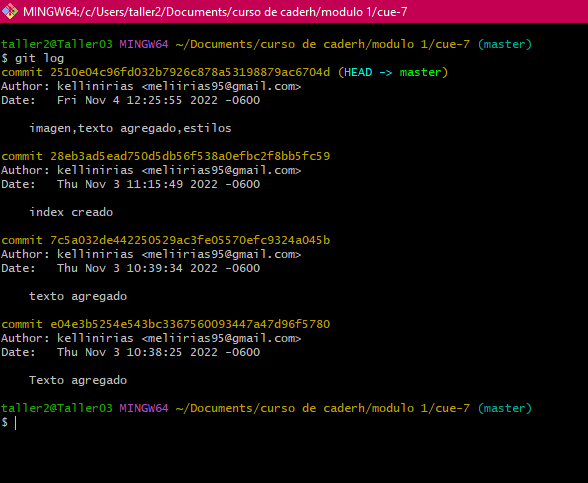 MINGW64:/c/Users/taller2/Documents/curso de caderh/modulo 1/cue-7
taller2@Taller03 MINGW64 ~/Documents/curso de caderh/modulo 1/cue-7 (master)
$ git log
commit 2510e04c96fd032b7926c878a53198879ac6704d (HEAD -> master)
Author: kellinirias <meliirias95@gmail.com>
Date:   Fri Nov 4 12:25:55 2022 -0600
imagen,texto agregado,estilos
commit 28eb3ad5ead750d5db56f538a0efbc2f8bb5fc59
Author: kellinirias <meliirias95@gmail.com>
Date:   Thu Nov 3 11:15:49 2022 -0600
index creado
commit 7c5a032de442250529ac3fe05570efc9324a045b
Author: kellinirias <meliirias95@gmail.com>
Date:   Thu Nov 3 10:39:34 2022 -0600
texto agregado
commit e04e3b5254e543bc3367560093447a47d96f5780
Author: kellinirias <meliirias95@gmail.com>
Date:   Thu Nov 3 10:38:25 2022 -0600
Texto agregado
taller2@Taller03 MINGW64 ~/Documents/curso de caderh/modulo 1/cue-7 (master)
$